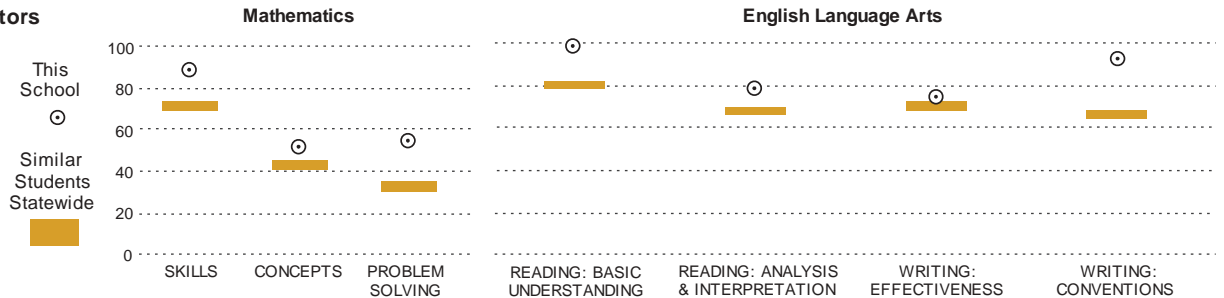 tors
Mathematics
English Language Arts
This
School
Similar
Students
Statewide
100
80
60
40
20
0
SKILLS
CONCEPTS
PROBLEM
SOLVING
READING: BASIC
UNDERSTANDING
READING: ANALYSIS
& INTERPRETATION
WRITING:
EFFECTIVENESS
WRITING:
CONVENTIONS